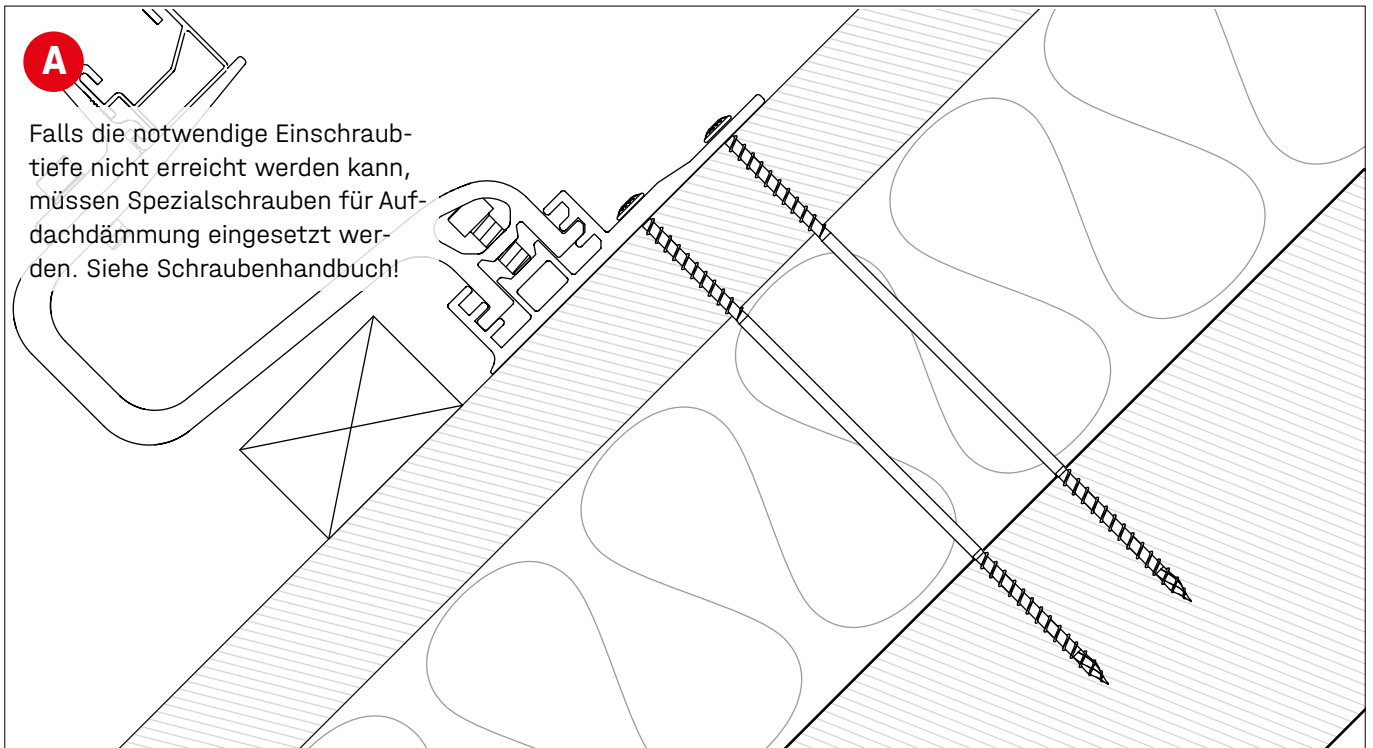 A
Falls die notwendige Einschraub-
tiefe nicht erreicht werden kann,
müssen Spezialschrauben für Auf-
dachdämmung eingesetzt wer-
den. Siehe Schraubenhandbuch!